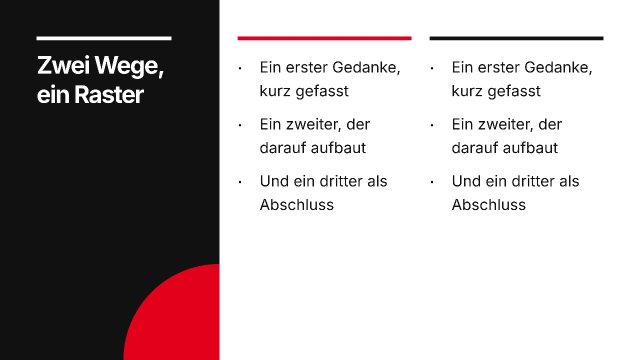 Zwei Wege,
ein Raster
· Ein erster Gedanke,
kurz gefasst
· Ein zweiter, der
darauf aufbaut
· Und ein dritter als
Abschluss
· Ein erster Gedanke,
kurz gefasst
· Ein zweiter, der
darauf aufbaut
· Und ein dritter als
Abschluss